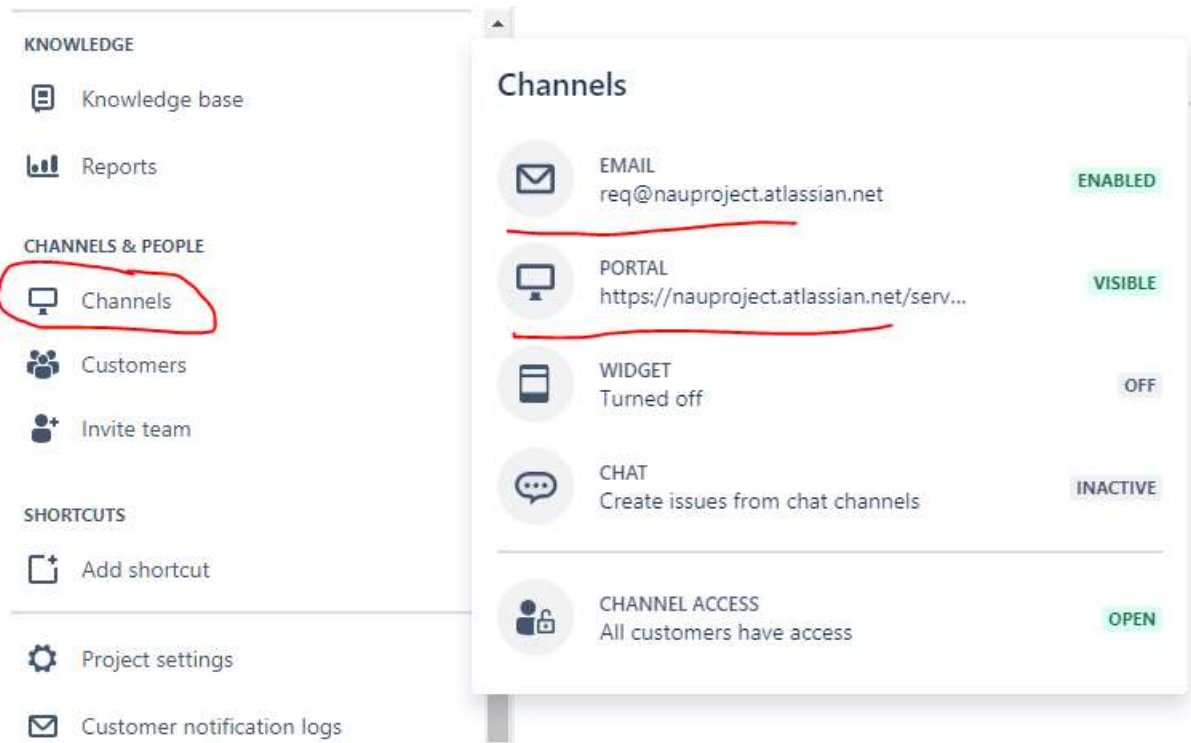 KNOWLEDGE
Knowledge base
Reports
CHANNELS & PEOPLE
Channels
Customers
Invite team
SHORTCUTS
Add shortcut
Project settings
Customer notification logs
Channels
EMAIL
req@nauproject.atlassian.net
ENABLED
PORTAL
https://nauproject.atlassian.net/serv...
VISIBLE
WIDGET
Turned off
OFF
CHAT
Create issues from chat channels
INACTIVE
CHANNEL ACCESS
All customers have access
OPEN